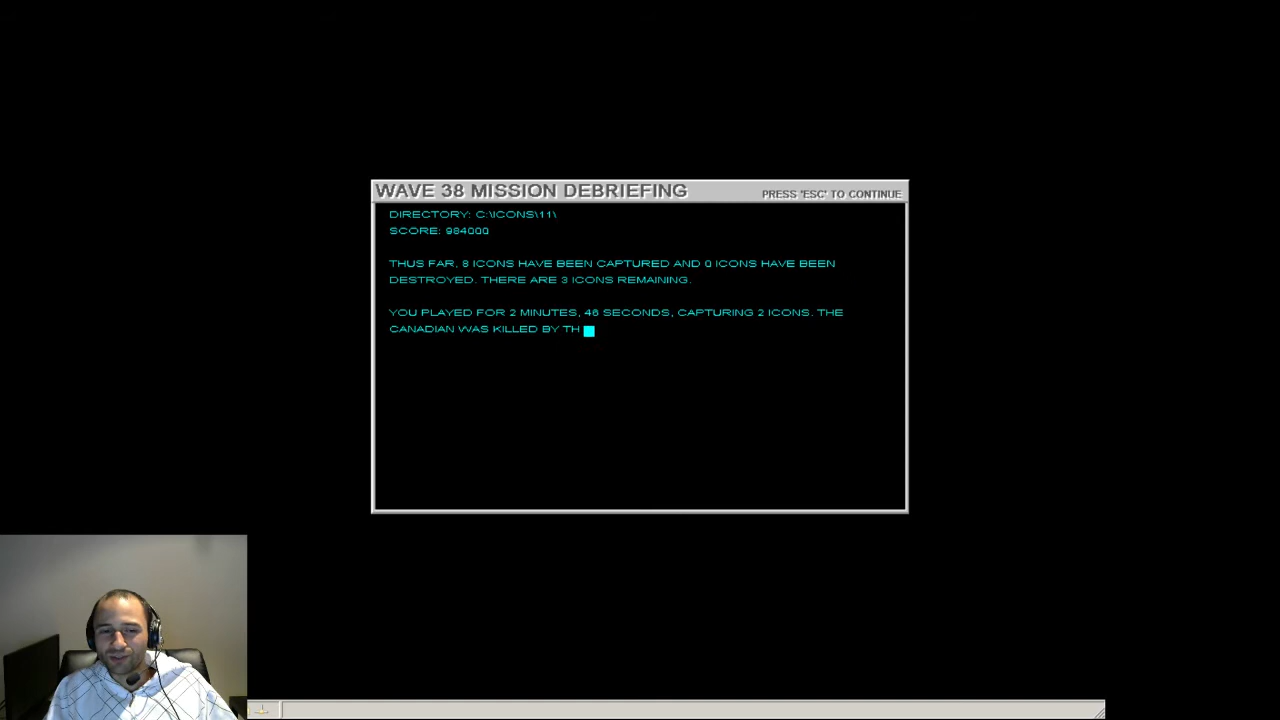 WAVE 38 MISSION DEBRIEFING
PRESS 'ESC' TO CONTINUE
DIRECTORY: C:\ICONS\11\
SCORE: 984000
THUS FAR, 8 ICONS HAVE BEEN CAPTURED AND 0 ICONS HAVE BEEN
DESTROYED. THERE ARE 3 ICONS REMAINING.
YOU PLAYED FOR 2 MINUTES, 46 SECONDS, CAPTURING 2 ICONS. THE
CANADIAN WAS KILLED BY TH